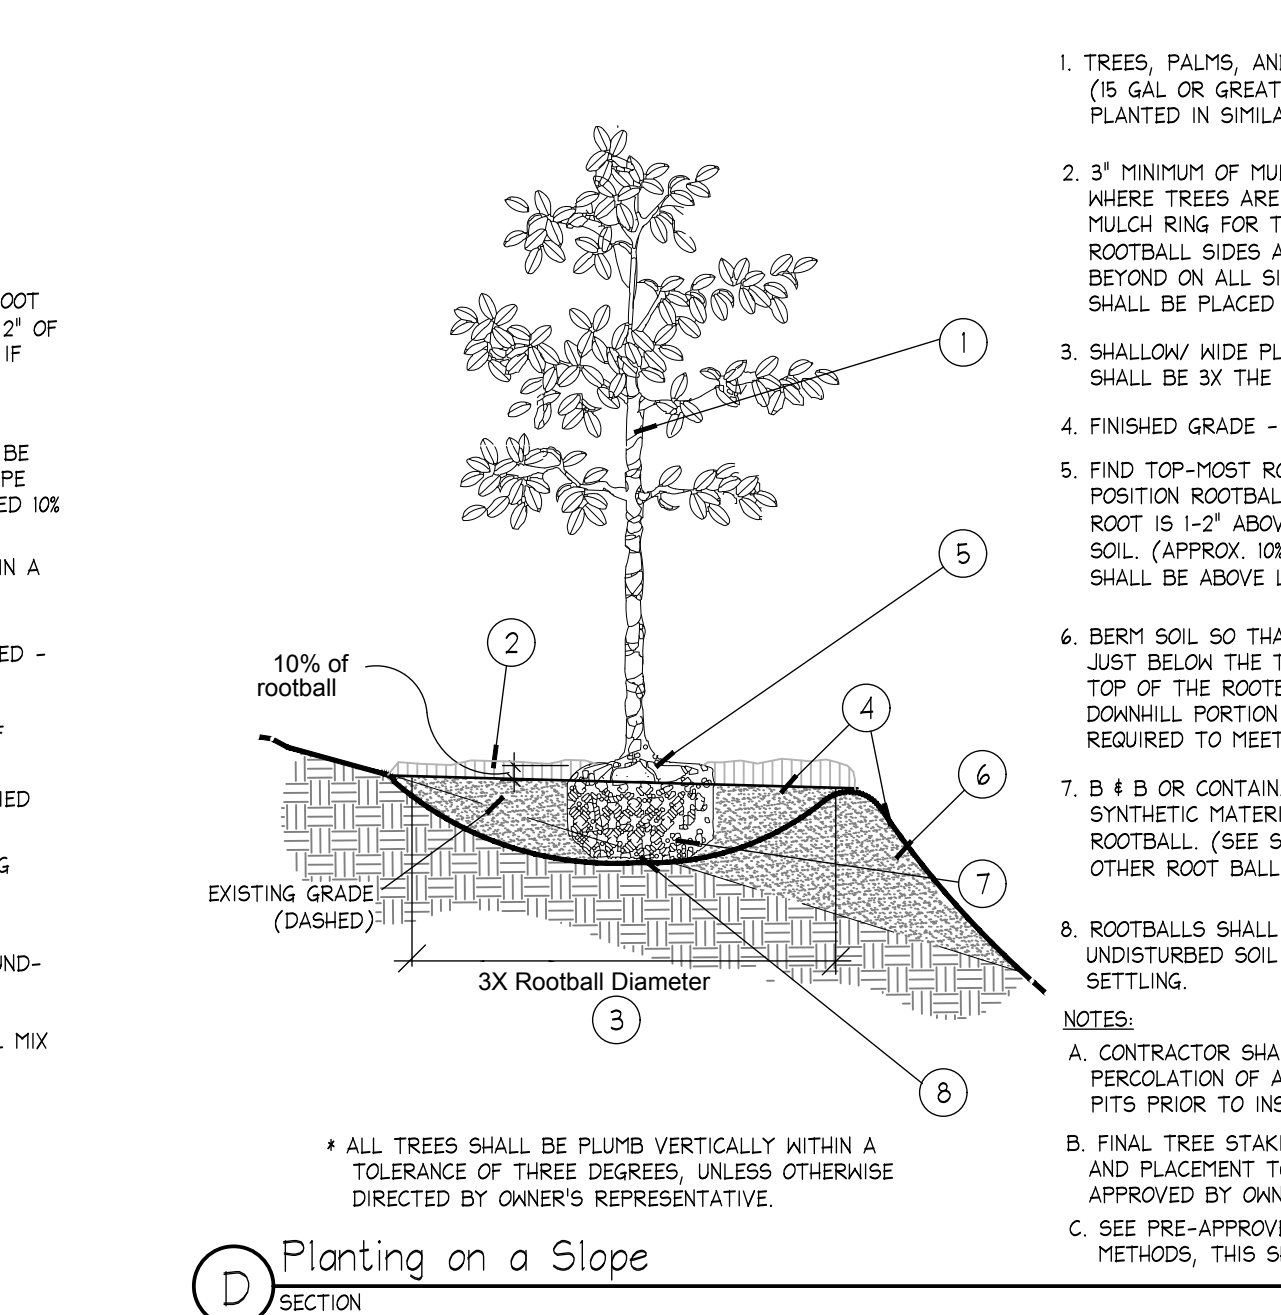 OOT
2" OF
IF
BE
PE
ED 10%
IN A
ED -
F
HED
G
UND-
L MIX
10% of
rootball
EXISTING GRADE
(DASHED)
1
2
5
4
6
7
3X Rootball Diameter
3
8
* ALL TREES SHALL BE PLUMB VERTICALLY WITHIN A
TOLERANCE OF THREE DEGREES, UNLESS OTHERWISE
DIRECTED BY OWNER'S REPRESENTATIVE.
D
Planting on a Slope
SECTION
1. TREES, PALMS, AND
(15 GAL OR GREAT
PLANTED IN SIMILA
2. 3" MINIMUM OF MUL
WHERE TREES ARE
MULCH RING FOR T
ROOTBALL SIDES A
BEYOND ON ALL SI
SHALL BE PLACED
3. SHALLOW/ WIDE PL
SHALL BE 3X THE
4. FINISHED GRADE -
5. FIND TOP-MOST RO
POSITION ROOTBAL
ROOT IS 1-2" ABOV
SOIL. (APPROX. 10%
SHALL BE ABOVE L
6. BERM SOIL SO THA
JUST BELOW THE T
TOP OF THE ROOTB
DOWNHILL PORTION
REQUIRED TO MEET
7. B & B OR CONTAIN
SYNTHETIC MATER
ROOTBALL. (SEE S
OTHER ROOT BALL
8. ROOTBALLS SHALL
UNDISTURBED SOIL
SETTLING.
NOTES:
A. CONTRACTOR SHA
PERCOLATION OF A
PITS PRIOR TO INS
B. FINAL TREE STAKI
AND PLACEMENT TO
APPROVED BY OWN
C. SEE PRE-APPROVE
METHODS, THIS S